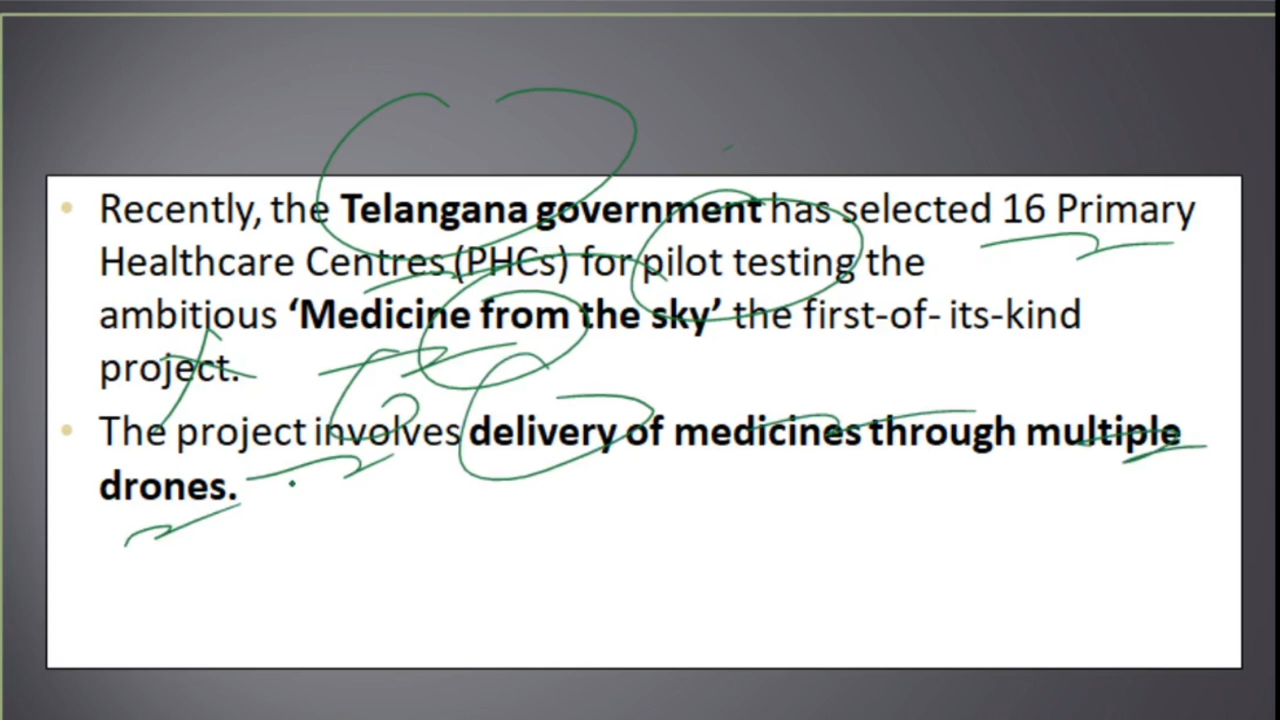 Recently, the Telangana government has selected 16 Primary
Healthcare Centres (PHCs) for pilot testing the
ambitious ‘Medicine from the sky’ the first-of- its-kind
project.
The project involves delivery of medicines through multiple
drones.